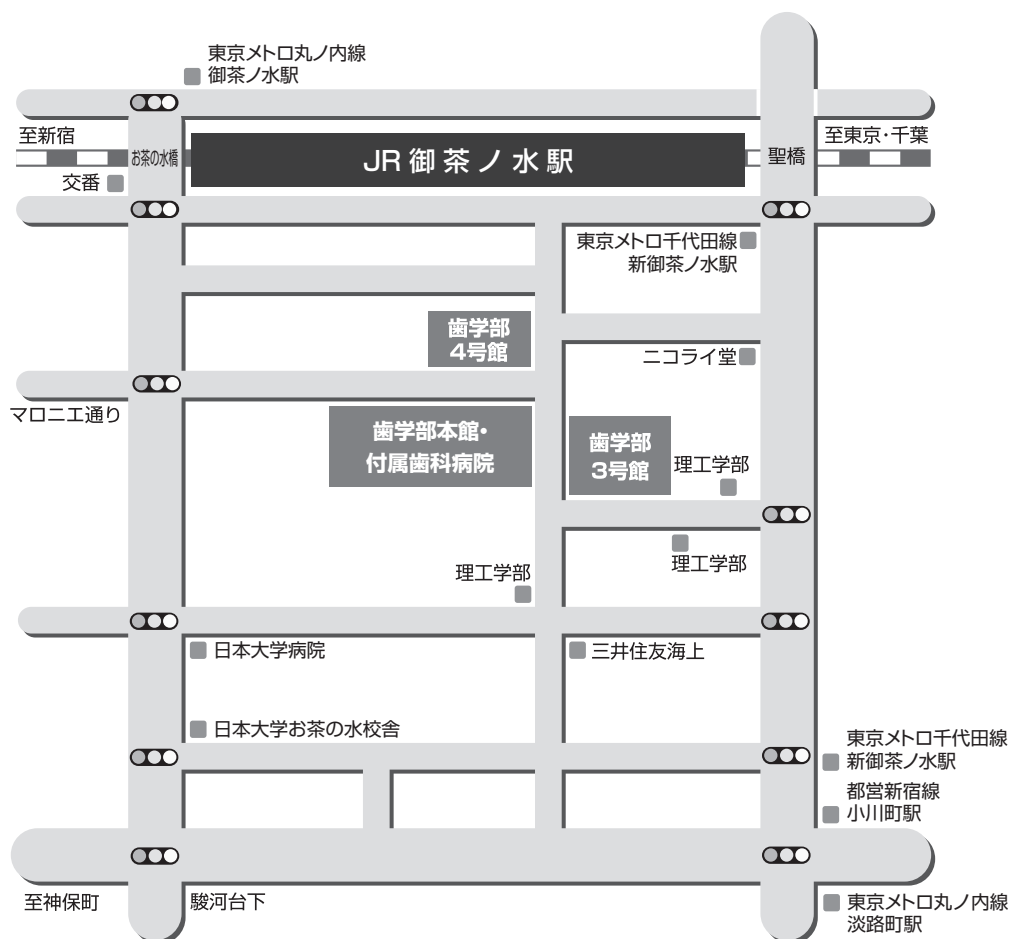 東京メトロ丸ノ内線
御茶ノ水駅
至新宿
お茶の水橋
JR 御茶ノ水駅
聖橋
至東京・千葉
交番
東京メトロ千代田線
新御茶ノ水駅
歯学部
4号館
ニコライ堂
マロニエ通り
歯学部本館・
付属歯科病院
歯学部
3号館
理工学部
理工学部
理工学部
日本大学病院
三井住友海上
日本大学お茶の水校舎
東京メトロ千代田線
新御茶ノ水駅
都営新宿線
小川町駅
至神保町
駿河台下
東京メトロ丸ノ内線
淡路町駅